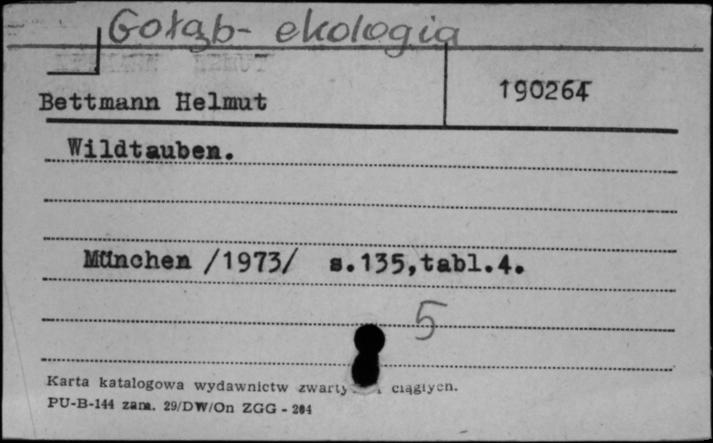 Gołąb- ekologia
Bettmann Helmut
190264
Wildtauben.
München /1973/ s.135,tabl.4.
5
Karta katalogowa wydawnictw ciągłych.
PU-B-144 zam. 29/DW/On ZGG - 204